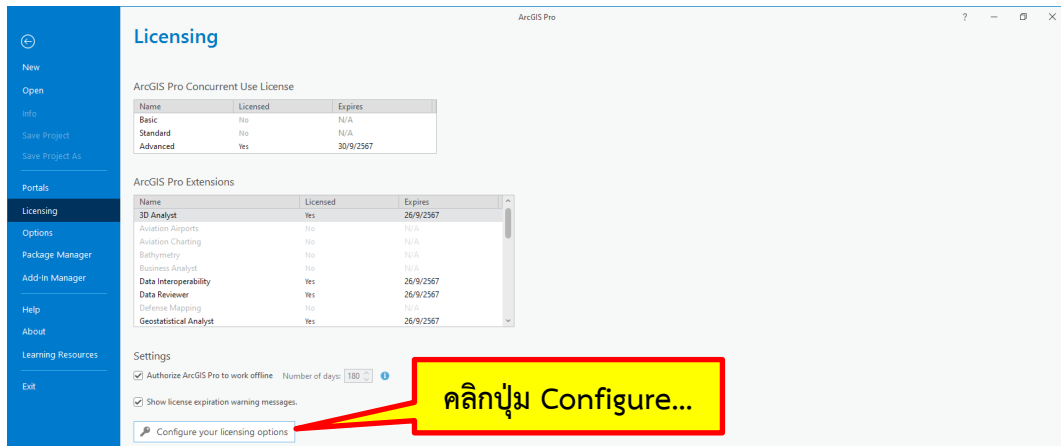 ArcGIS Pro
?
Licensing
New
Open
Info
Save Project
Save Project As
Portals
Licensing
Options
Package Manager
Add-In Manager
Help
About
Learning Resources
Exit
ArcGIS Pro Concurrent Use License
Name Licensed Expires
Basic No N/A
Standard No N/A
Advanced Yes 30/9/2567
ArcGIS Pro Extensions
Name Licensed Expires
3D Analyst Yes 26/9/2567
Aviation Airports No N/A
Aviation Charting No N/A
Bathymetry No N/A
Business Analyst No N/A
Data Interoperability Yes 26/9/2567
Data Reviewer Yes 26/9/2567
Defense Mapping No N/A
Geostatistical Analyst Yes 26/9/2567
Settings
Authorize ArcGIS Pro to work offline Number of days: 180
Show license expiration warning messages.
Configure your licensing options
คลิกปุ่ม Configure...